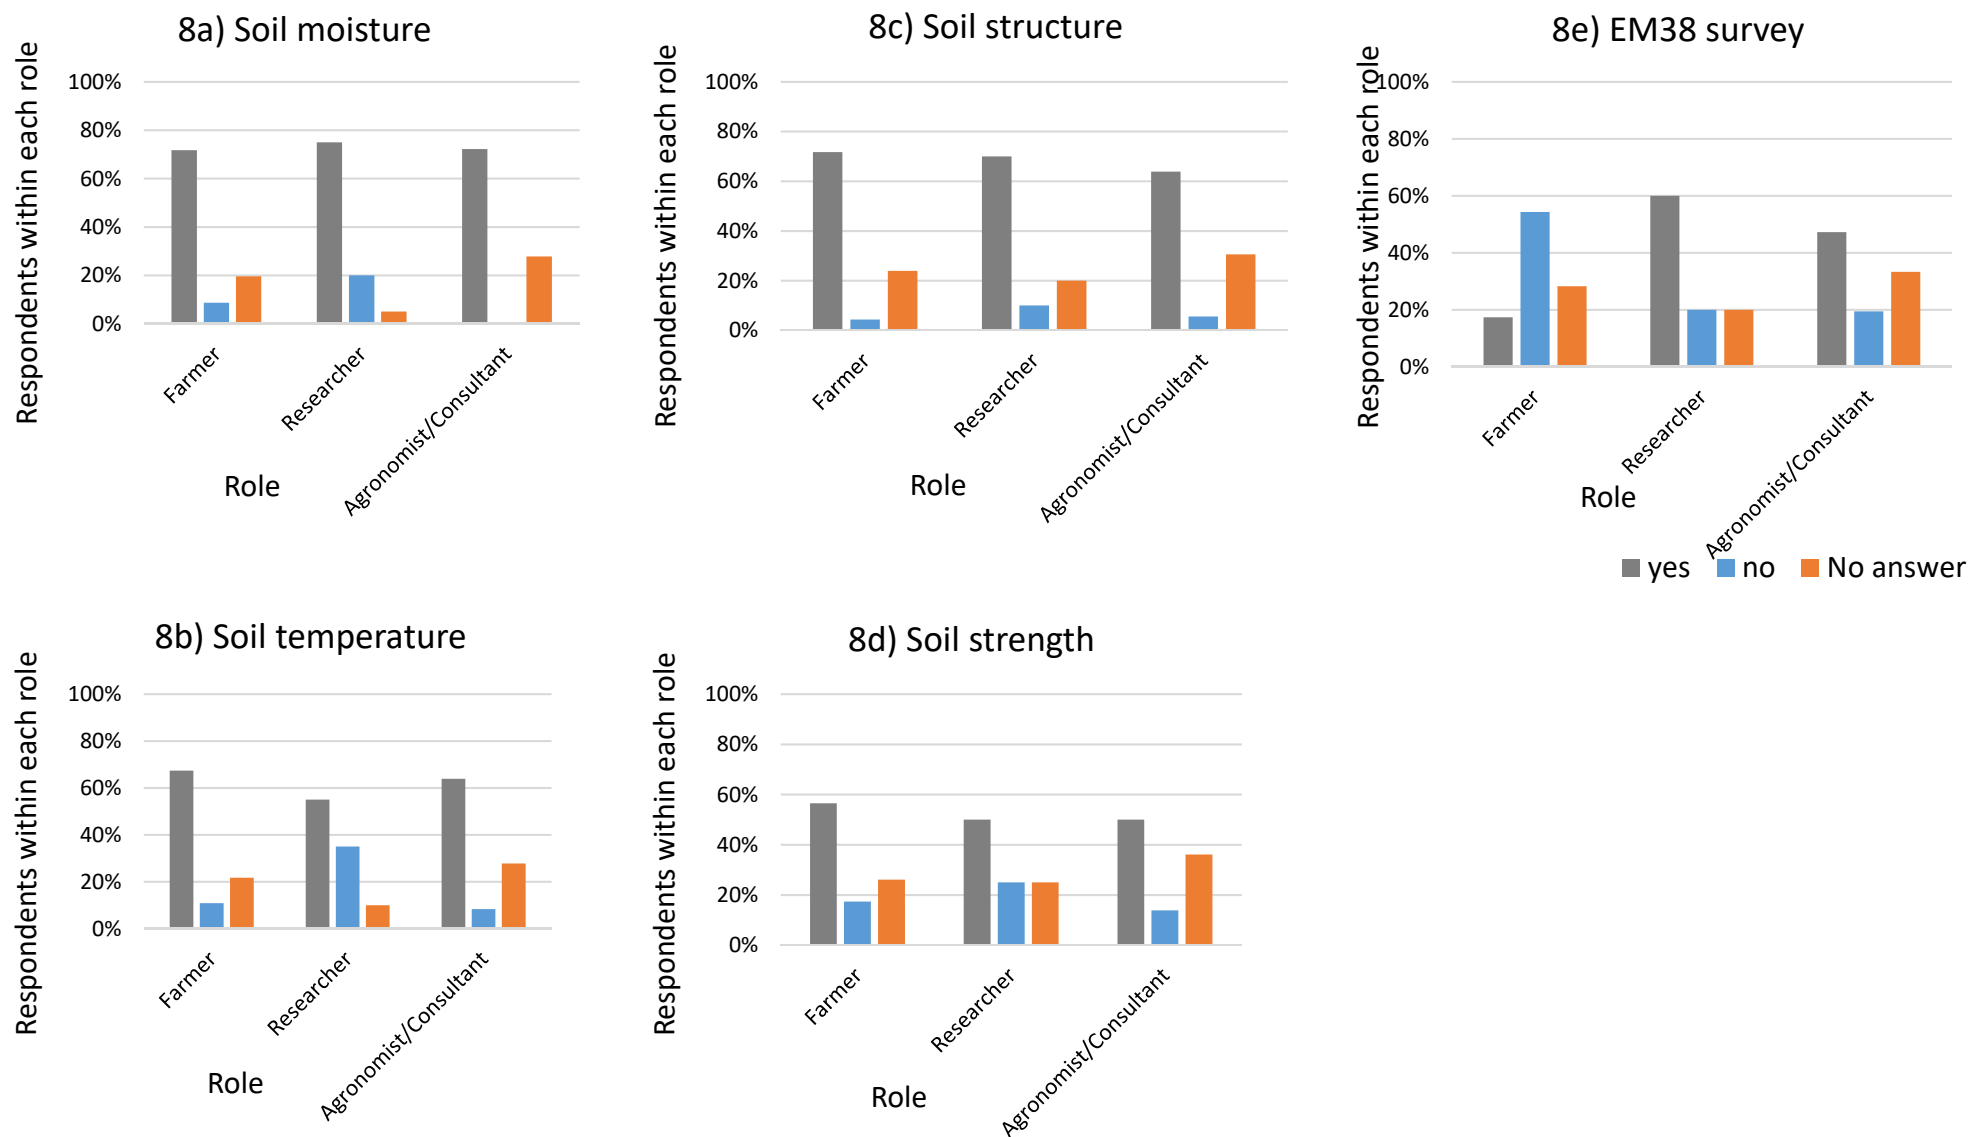 8a) Soil moisture
Respondents within each role
100%
80%
60%
40%
20%
0%
Farmer
Researcher
Agronomist/Consultant
Role
8c) Soil structure
Respondents within each role
100%
80%
60%
40%
20%
0%
Farmer
Researcher
Agronomist/Consultant
Role
8e) EM38 survey
Respondents within each role
100%
80%
60%
40%
20%
0%
Farmer
Researcher
Agronomist/Consultant
Role
yes no No answer
8b) Soil temperature
Respondents within each role
100%
80%
60%
40%
20%
0%
Farmer
Researcher
Agronomist/Consultant
Role
8d) Soil strength
Respondents within each role
100%
80%
60%
40%
20%
0%
Farmer
Researcher
Agronomist/Consultant
Role